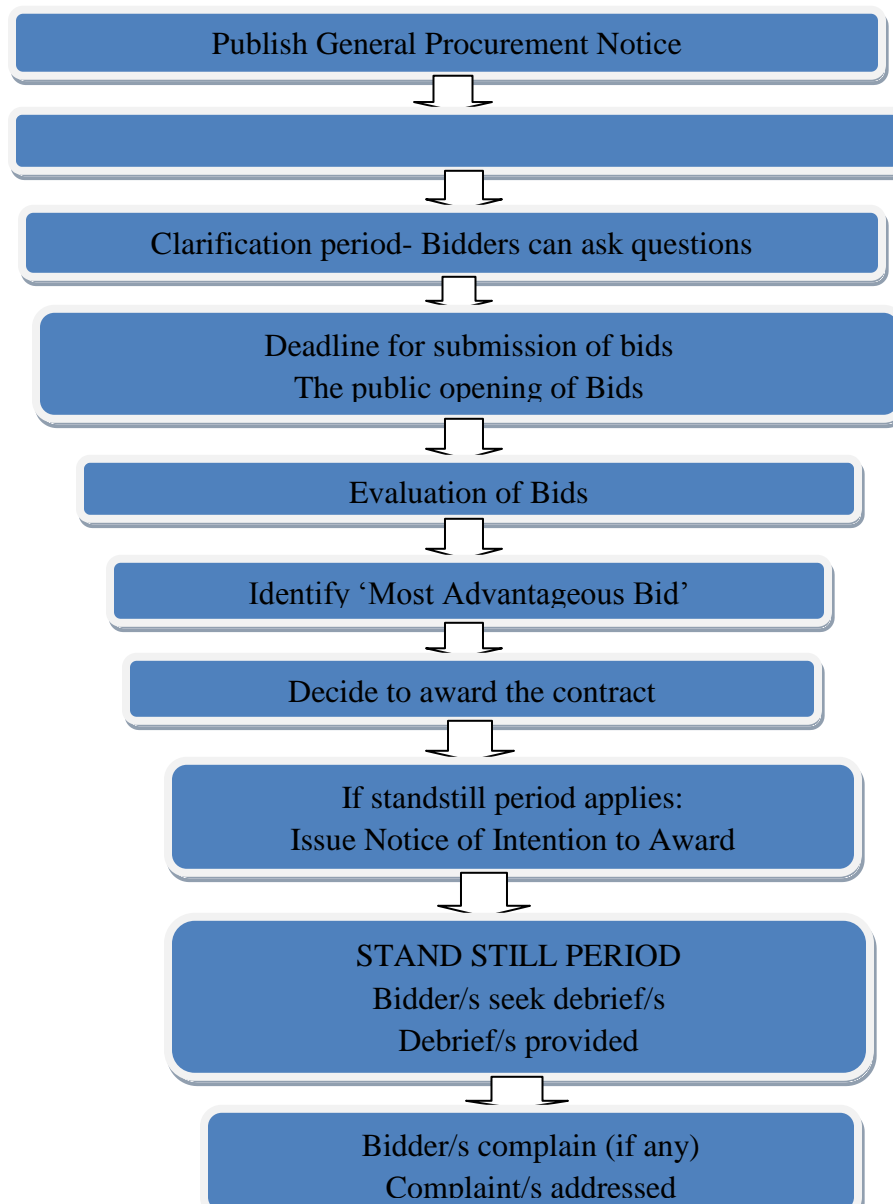 Publish General Procurement Notice
Clarification period- Bidders can ask questions
Deadline for submission of bids
The public opening of Bids
Evaluation of Bids
Identify ‘Most Advantageous Bid’
Decide to award the contract
If standstill period applies:
Issue Notice of Intention to Award
STAND STILL PERIOD
Bidder/s seek debrief/s
Debrief/s provided
Bidder/s complain (if any)
Complaint/s addressed